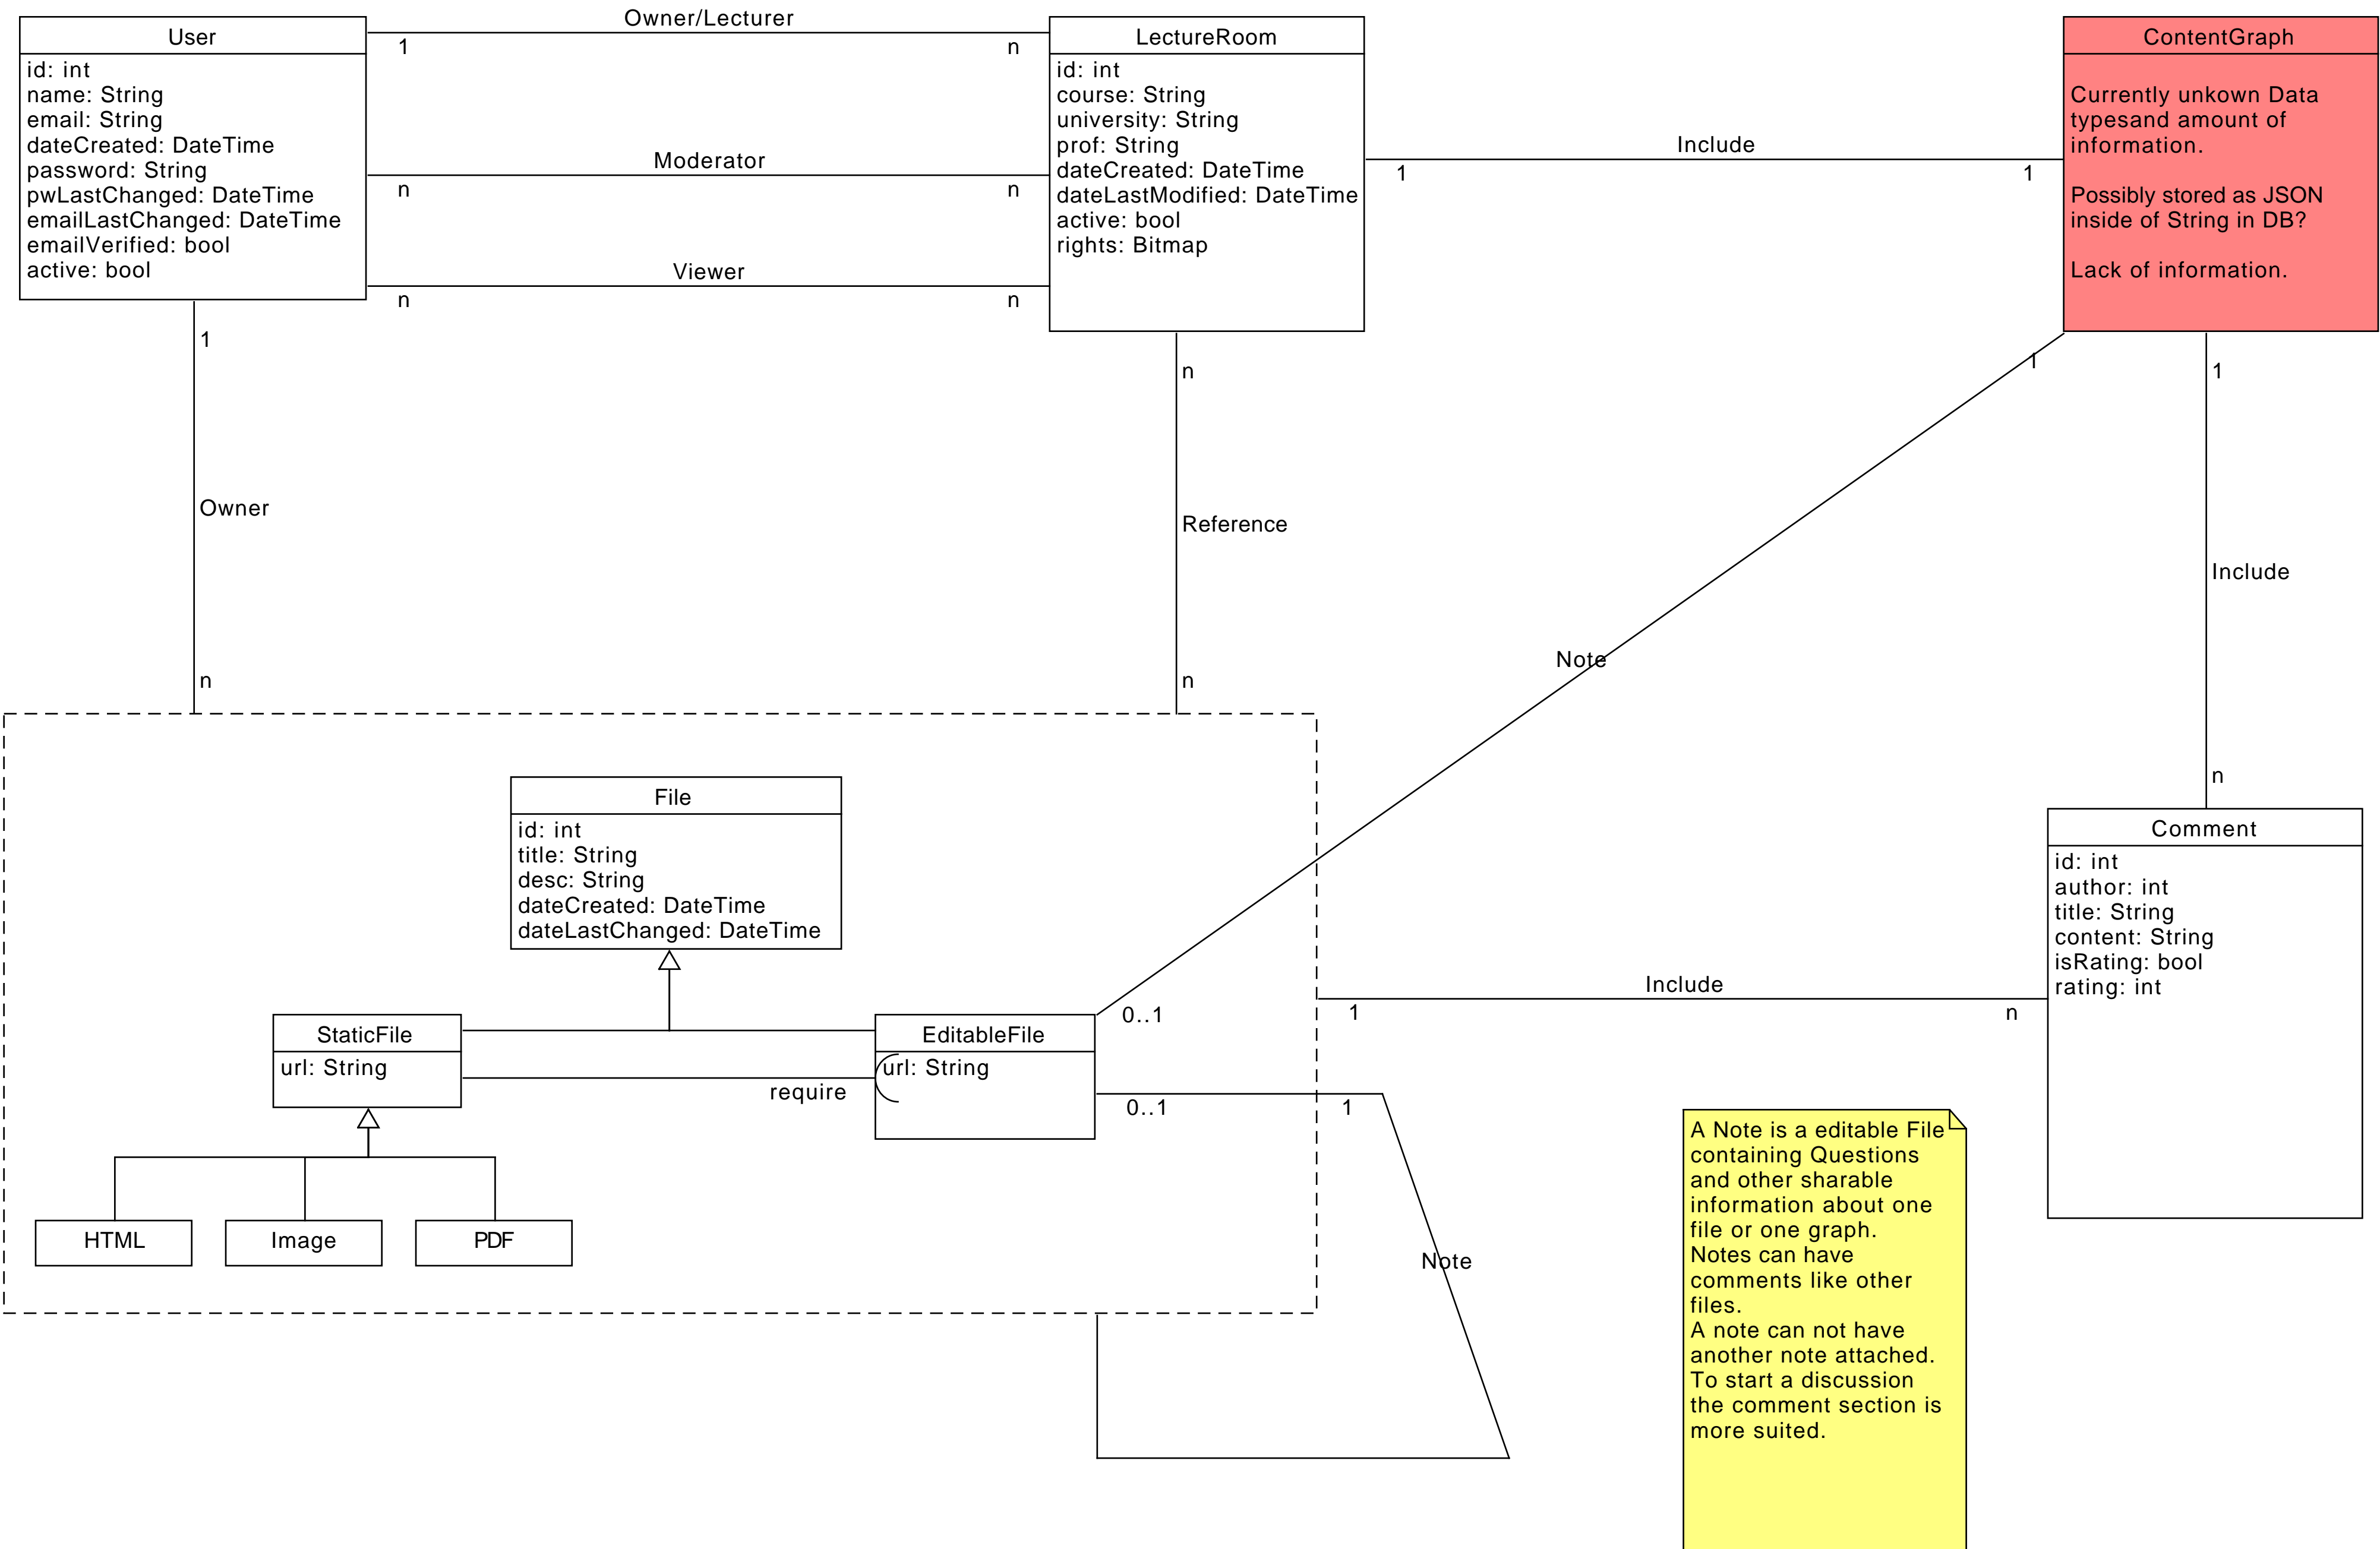 Owner/Lecturer
1
n
User
id: int
name: String
email: String
dateCreated: DateTime
password: String
pwLastChanged: DateTime
emailLastChanged: DateTime
emailVerified: bool
active: bool
Moderator
n
n
Viewer
n
n
LectureRoom
id: int
course: String
university: String
prof: String
dateCreated: DateTime
dateLastModified: DateTime
active: bool
rights: Bitmap
Include
1
1
ContentGraph
Currently unkown Data
typesand amount of
information.
Possibly stored as JSON
inside of String in DB?
Lack of information.
1
Owner
n
n
Reference
n
1
Note
0..1
1
Include
n
File
id: int
title: String
desc: String
dateCreated: DateTime
dateLastChanged: DateTime
StaticFile
url: String
require
EditableFile
url: String
HTML
Image
PDF
0..1
1
Note
Include
1
n
Comment
id: int
author: int
title: String
content: String
isRating: bool
rating: int
A Note is a editable File
containing Questions
and other sharable
information about one
file or one graph.
Notes can have
comments like other
files.
A note can not have
another note attached.
To start a discussion
the comment section is
more suited.